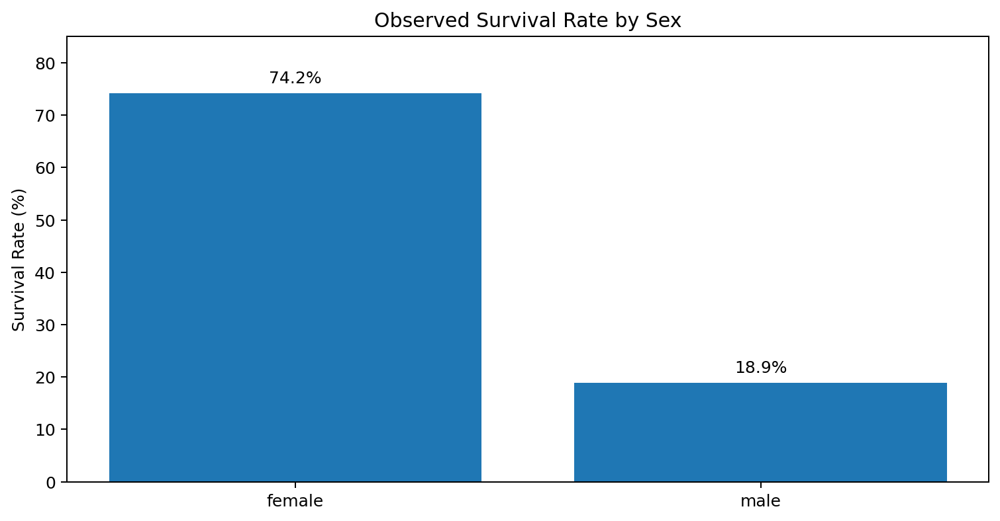 Observed Survival Rate by Sex
Survival Rate (%)
80
70
60
50
40
30
20
10
0
74.2%
18.9%
female
male